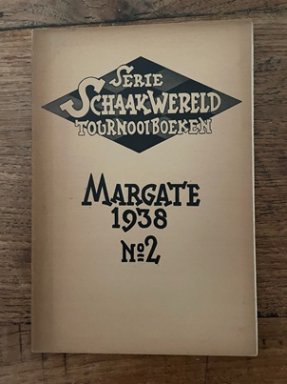 SERIE
SCHAAKWERELD
TOURNOOIBOEKEN
MARGATE
1938
No2